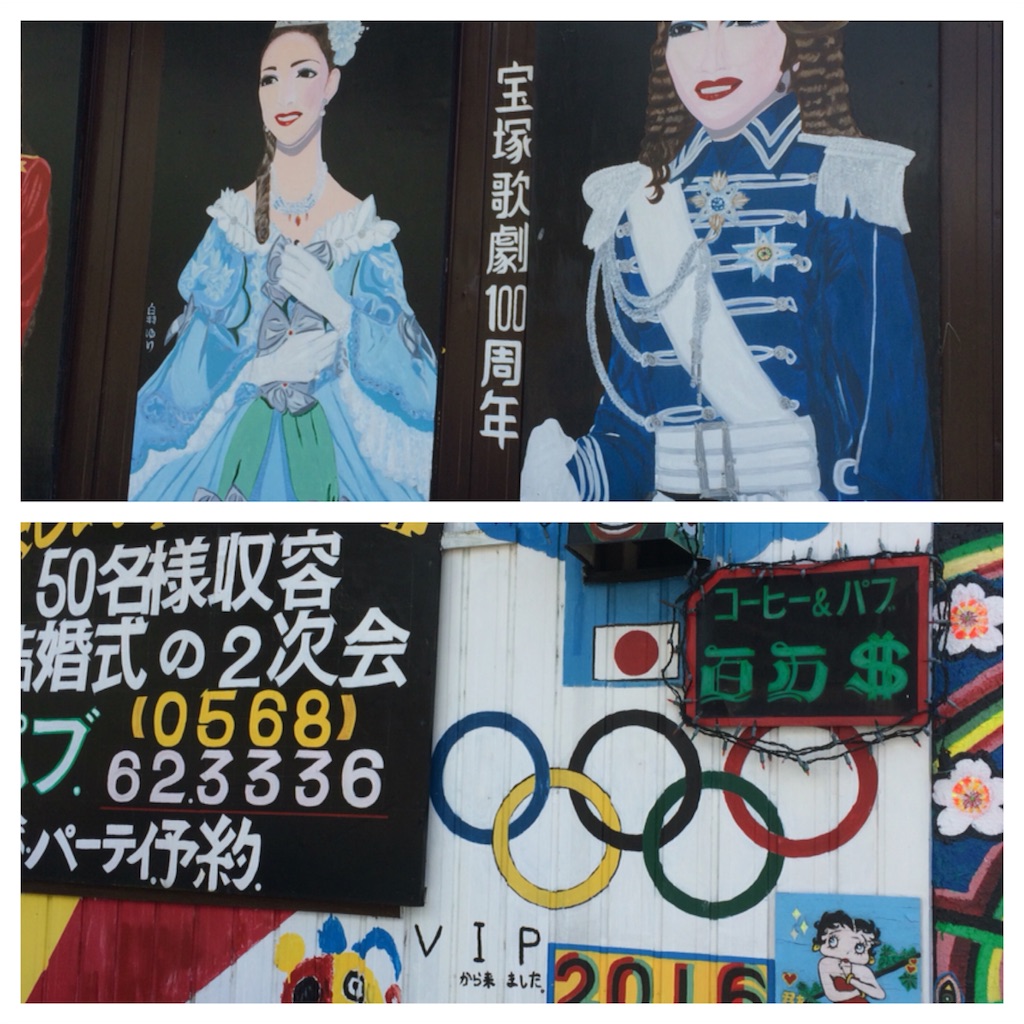 宝塚歌劇100周年
50名様収容
結婚式の2次会
(0568)
パブ
62.3336
パーティ予約.
コーヒー&パブ
百万$
VIP
から来ました。
2016